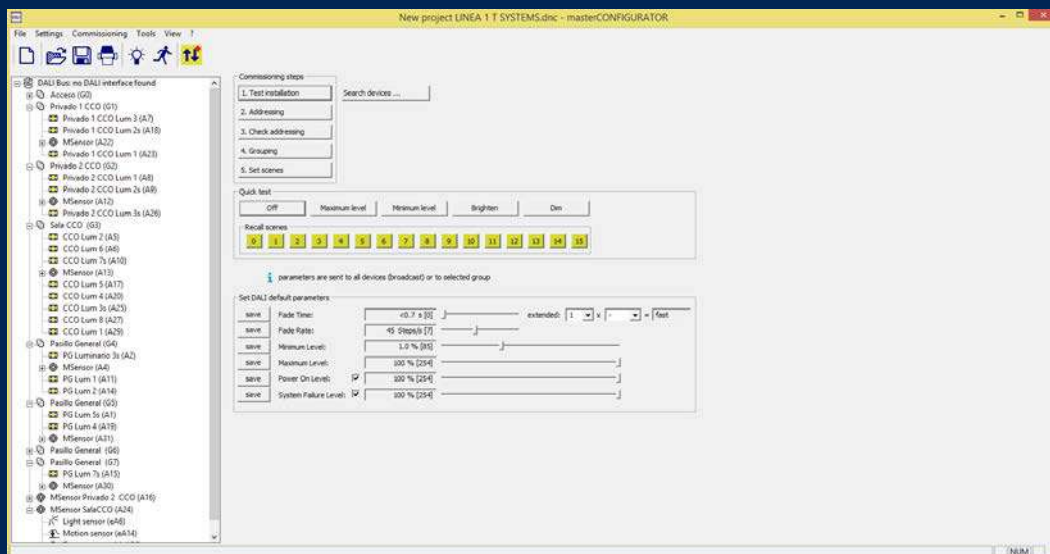 New project LINEA 1 T SYSTEMS.dnc - masterCONFIGURATOR
File Settings Commissioning Tools View ?
DALI Bus: no DALI interface found
Acceso (G0)
Privado 1 CCO (G1)
Privado 1 CCO Lum 3 (A7)
Privado 1 CCO Lum 2s (A18)
MSensor (A22)
Privado 1 CCO Lum 1 (A23)
Privado 2 CCO (G2)
Privado 2 CCO Lum 1 (A8)
Privado 2 CCO Lum 2s (A9)
MSensor (A12)
Privado 2 CCO Lum 3s (A26)
Sala CCO (G3)
CCO Lum 2 (A5)
CCO Lum 6 (A6)
CCO Lum 7s (A10)
MSensor (A13)
CCO Lum 5 (A17)
CCO Lum 4 (A20)
CCO Lum 3s (A25)
CCO Lum 8 (A27)
CCO Lum 1 (A29)
Pasillo General (G4)
PG Luminario 3s (A2)
MSensor (A4)
PG Lum 1 (A11)
PG Lum 2 (A14)
Pasillo General (G5)
PG Lum 5s (A1)
PG Lum 4 (A19)
MSensor (A31)
Pasillo General (G6)
Pasillo General (G7)
PG Lum 7s (A15)
MSensor (A30)
MSensor Privado 2 CCO (A16)
MSensor SalaCCO (A24)
Light sensor (eA6)
Motion sensor (eA14)
Commissioning steps
1. Test installation Search devices ...
2. Addressing
3. Check addressing
4. Grouping
5. Set scenes
Quick test
Off Maximum level Minimum level Brighten Dim
Recall scenes
0 1 2 3 4 5 6 7 8 9 10 11 12 13 14 15
i parameters are sent to all devices (broadcast) or to selected group
Set DALI default parameters
save Fade Time: <0.7 s [0] extended: 1 x - = fast
save Fade Rate: 45 Steps/s [7]
save Minimum Level: 1.0 % [85]
save Maximum Level: 100 % [254]
save Power On Level: 100 % [254]
save System Failure Level: 100 % [254]
NUM